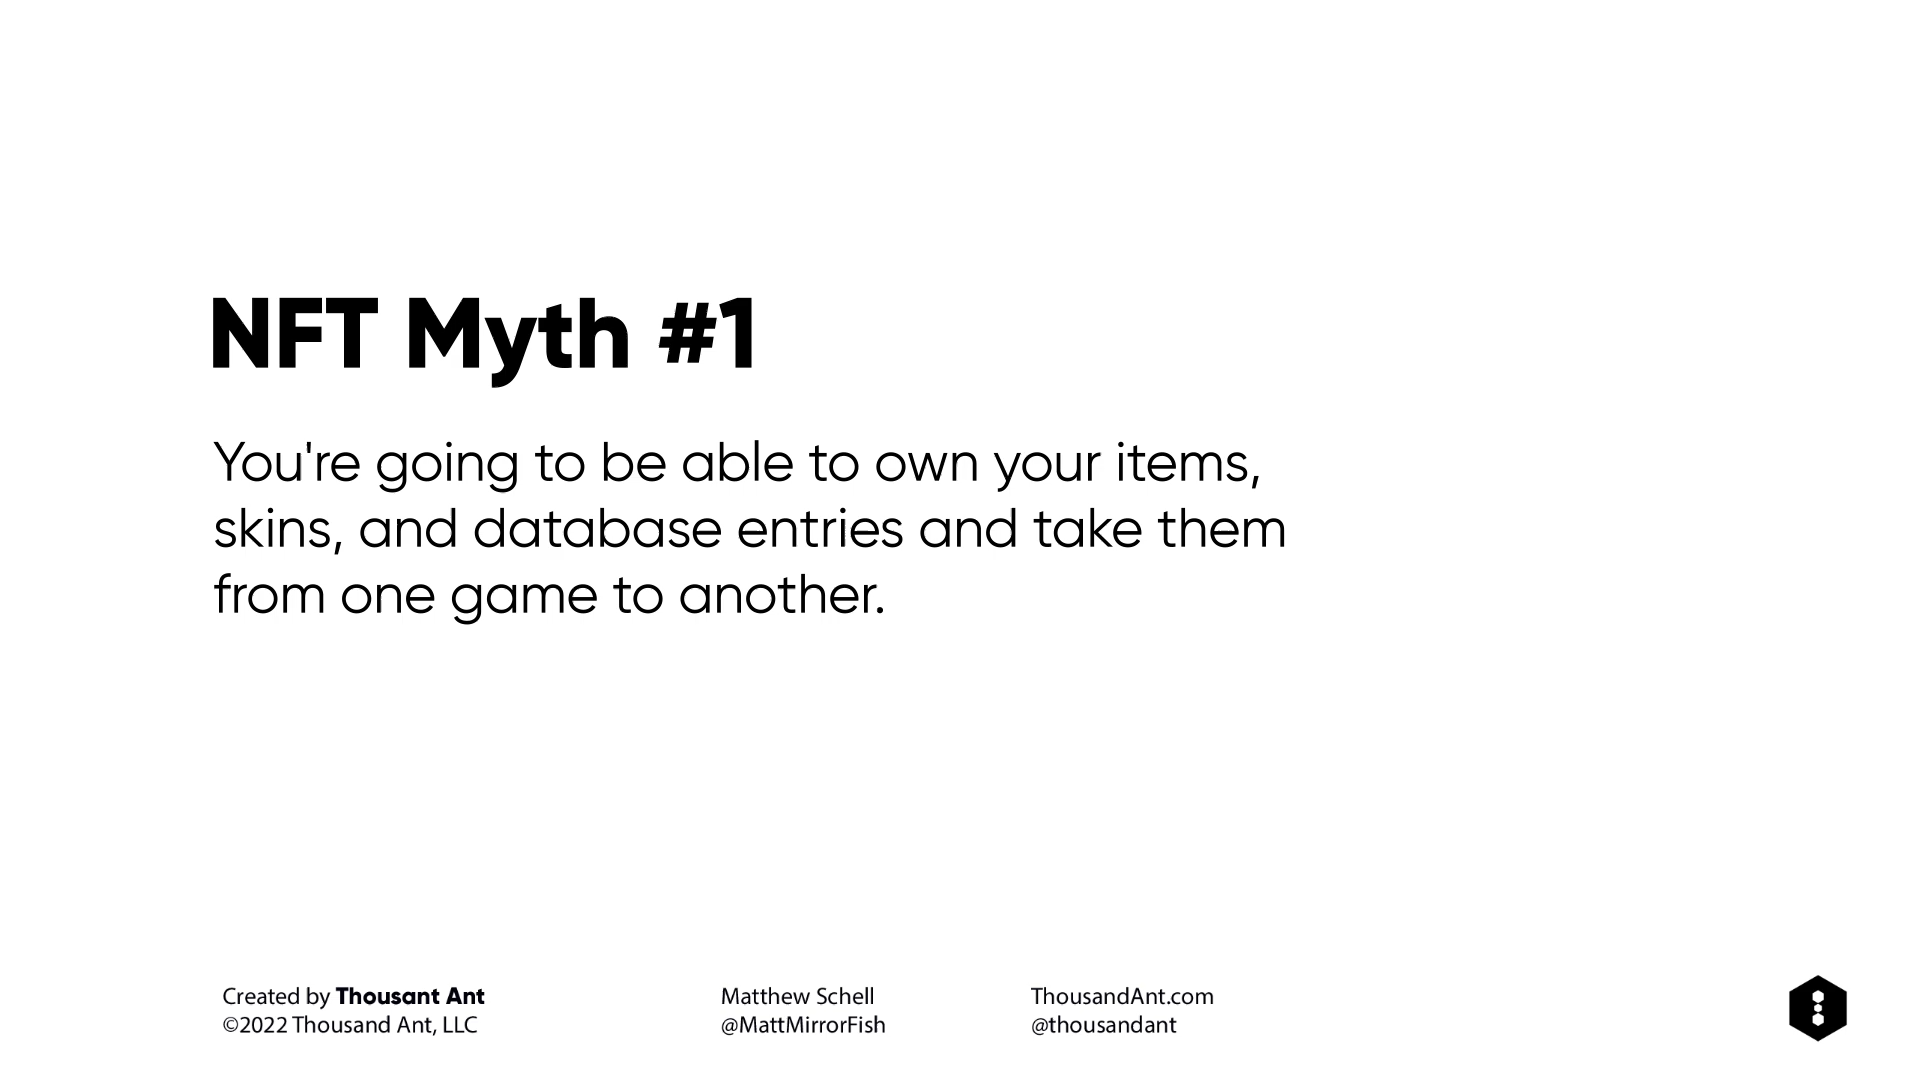 NFT Myth #1
You're going to be able to own your items,
skins, and database entries and take them
from one game to another.
Created by Thousant Ant
©2022 Thousand Ant, LLC
Matthew Schell
@MattMirrorFish
ThousandAnt.com
@thousandant